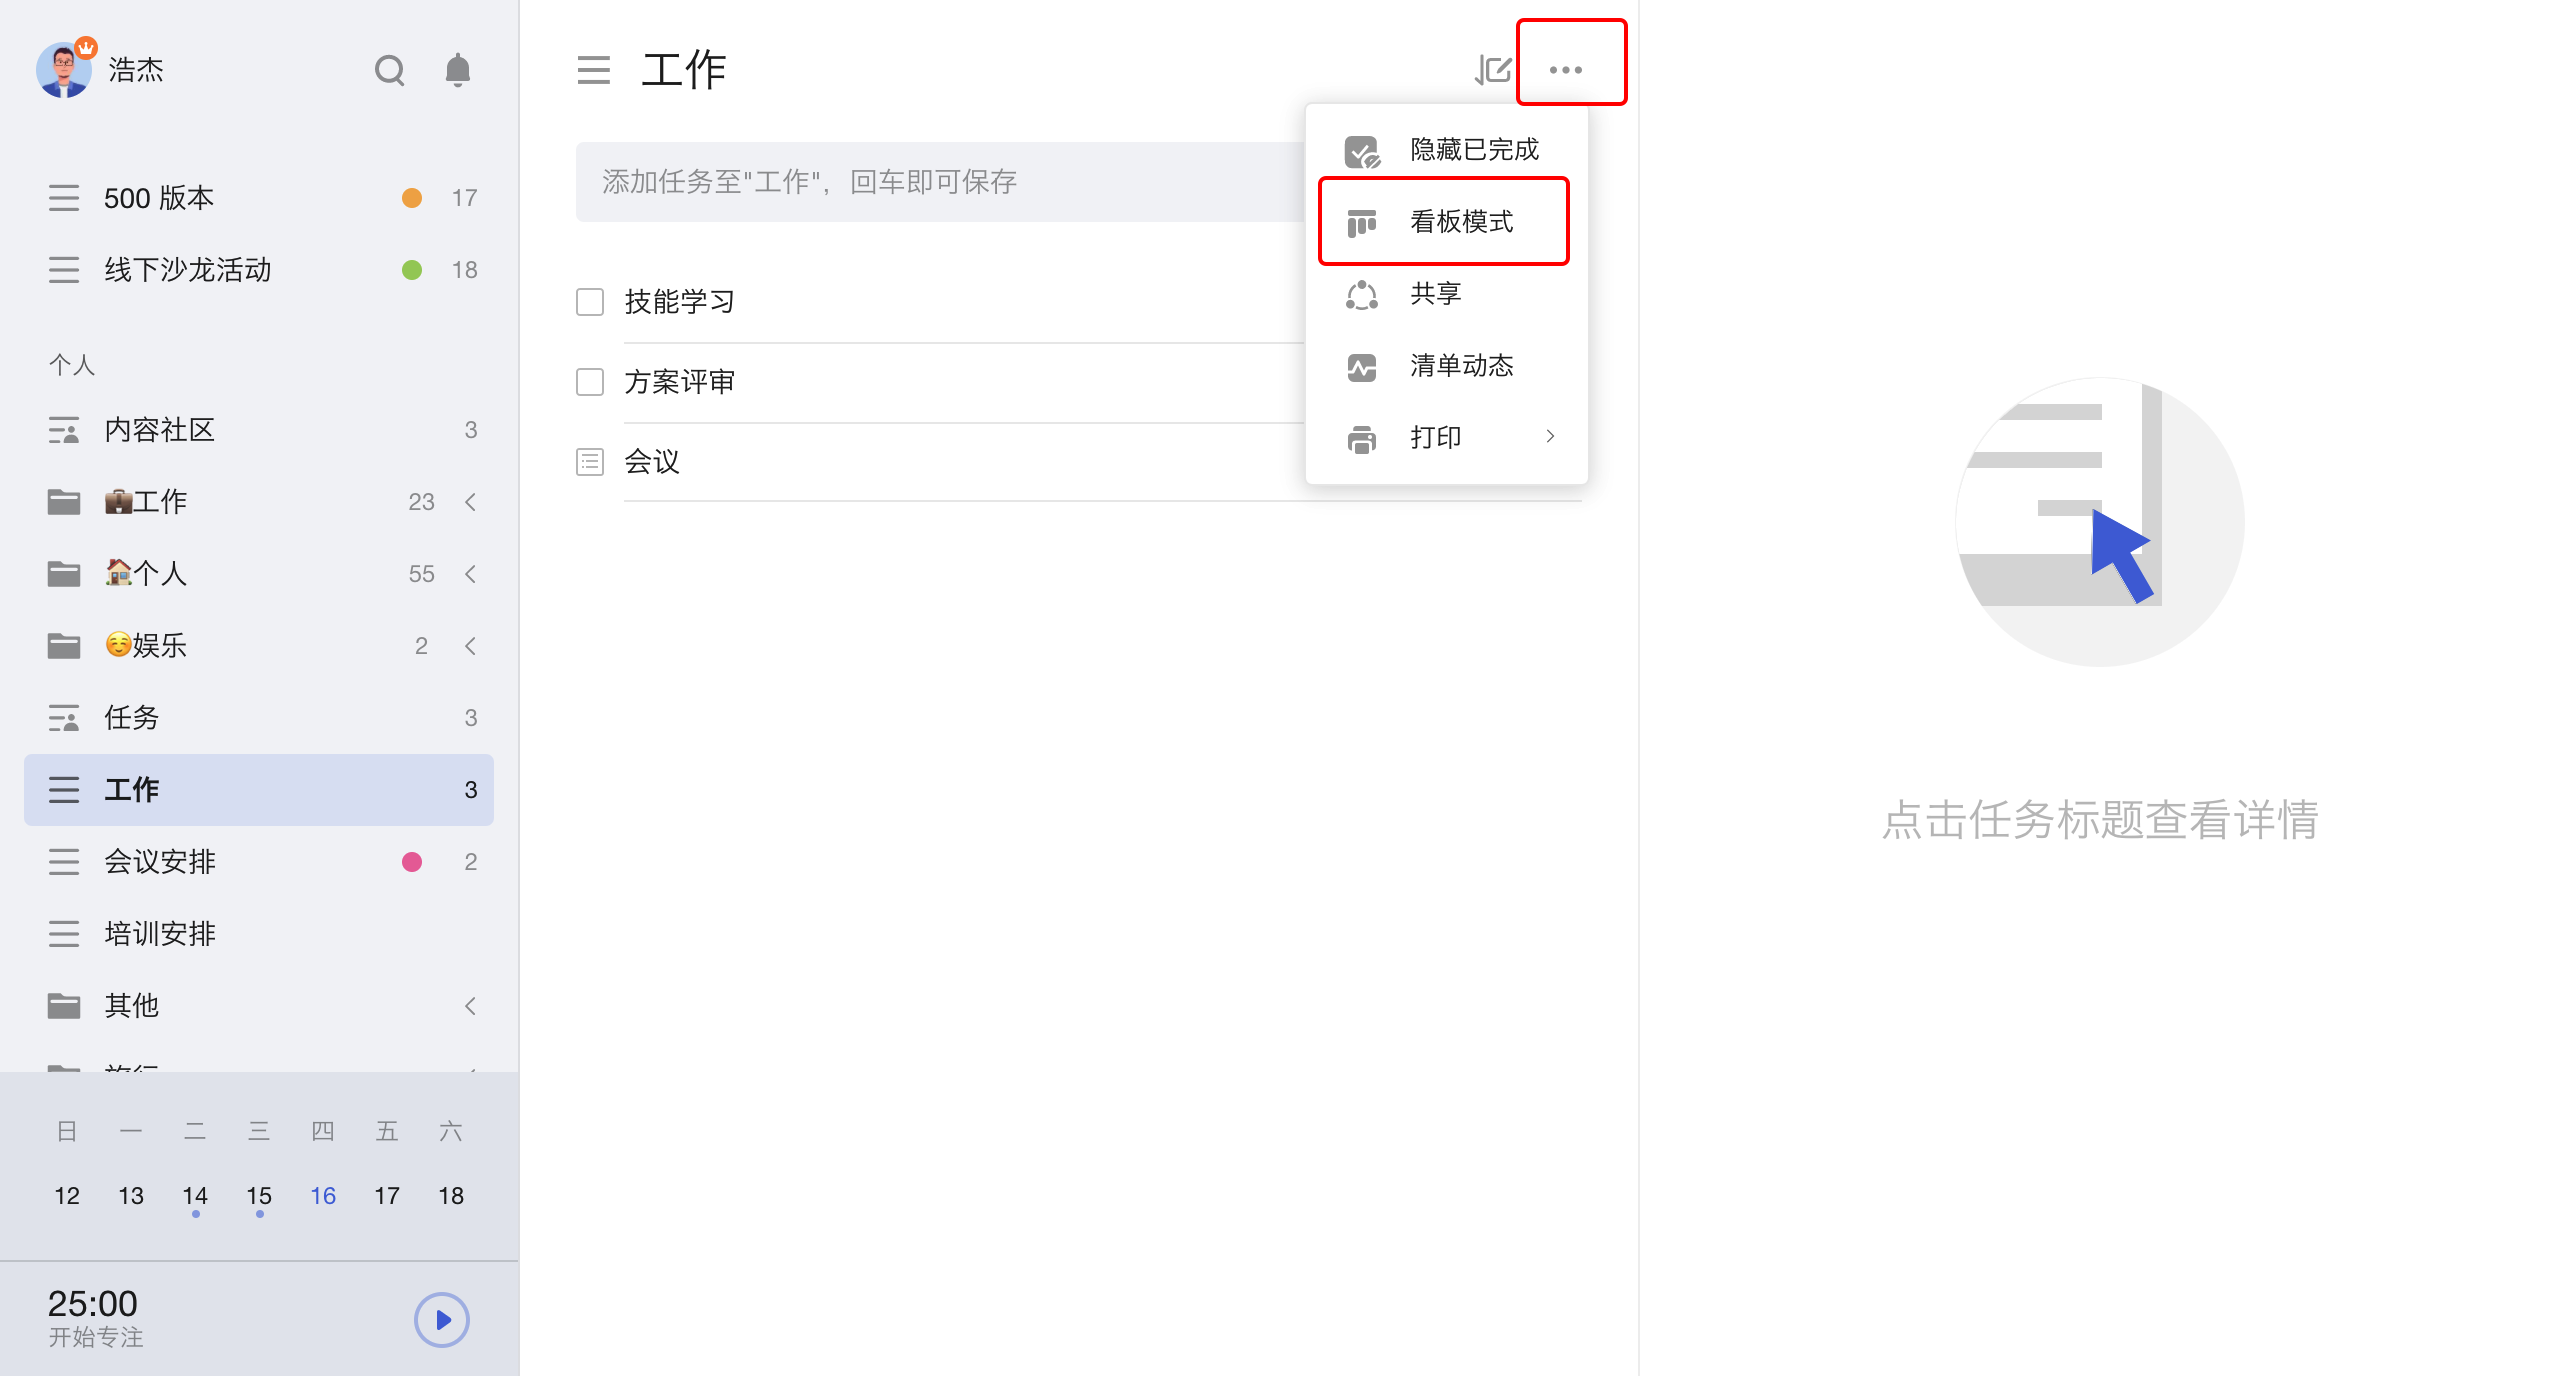 浩杰
500 版本 17
线下沙龙活动 18
个人
内容社区 3
💼工作 23
🏠个人 55
☺️娱乐 2
任务 3
工作 3
会议安排 2
培训安排
其他
日 一 二 三 四 五 六
12 13 14 15 16 17 18
25:00
开始专注
工作
添加任务至"工作"，回车即可保存
技能学习
方案评审
会议
隐藏已完成
看板模式
共享
清单动态
打印
点击任务标题查看详情